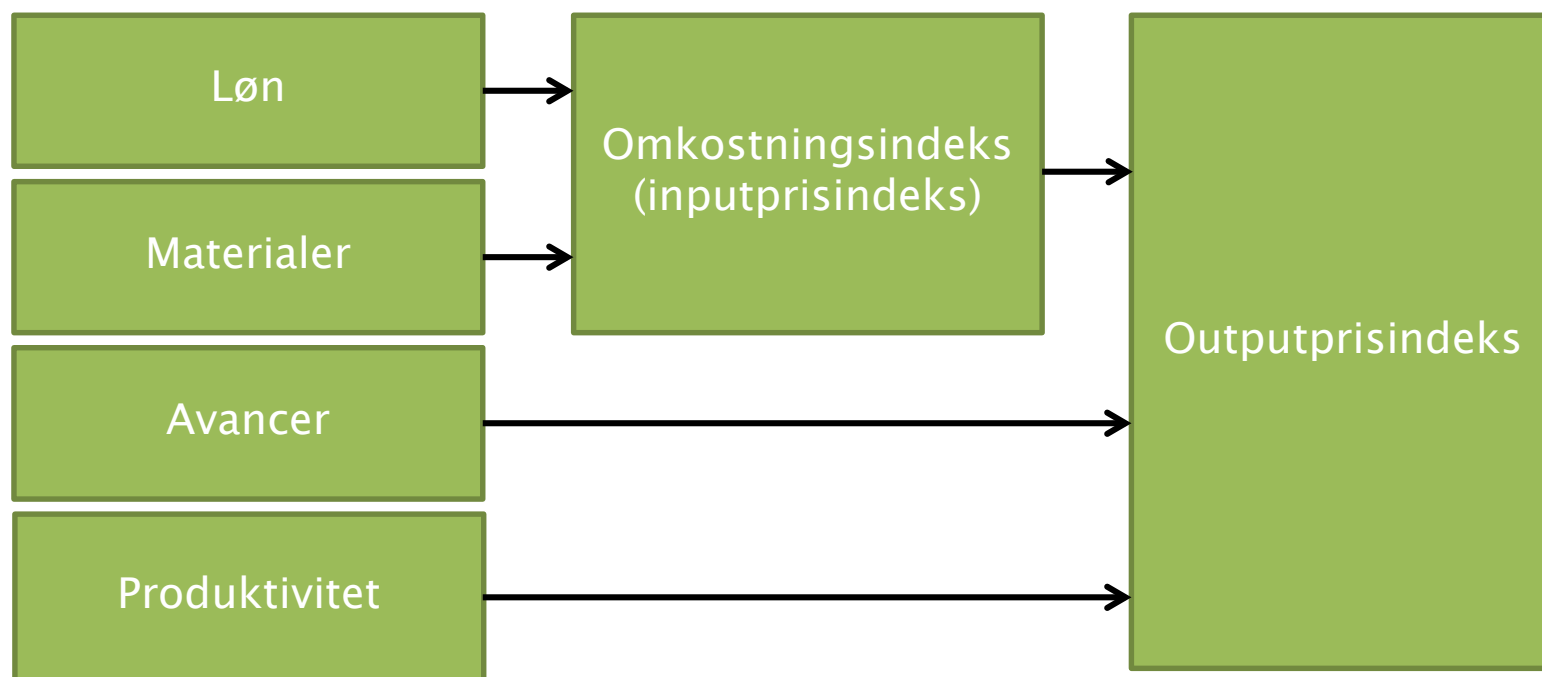 Løn
Materialer
Avancer
Produktivitet
Omkostningsindeks
(inputprisindeks)
Outputprisindeks